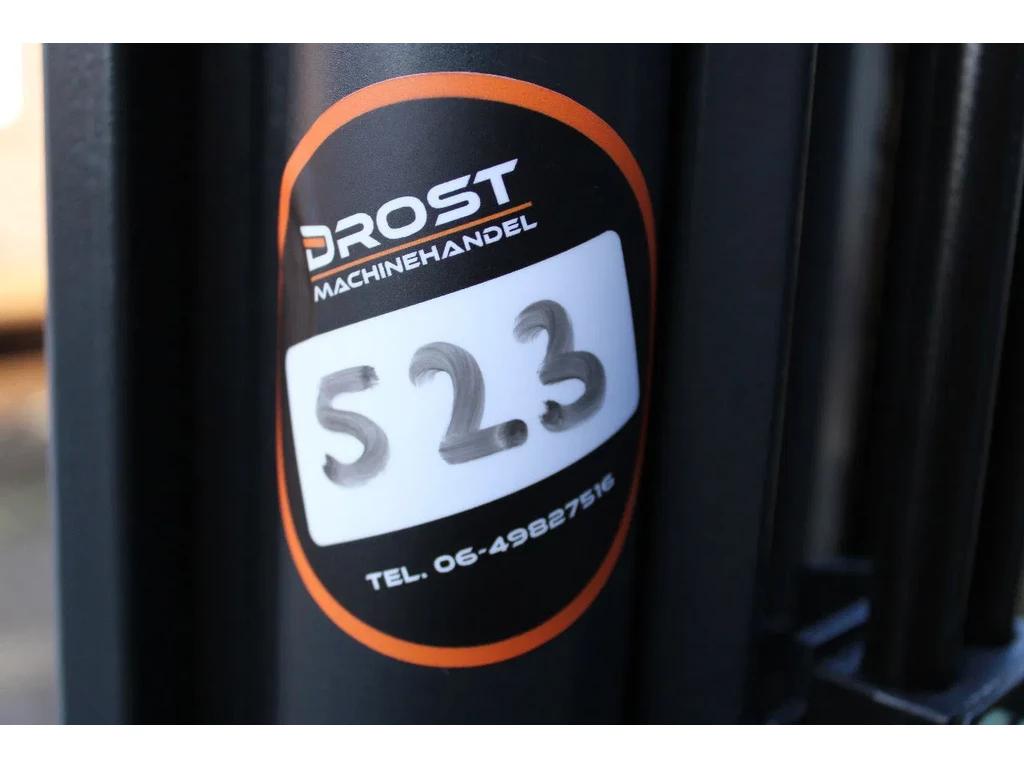 DROST
MACHINEHANDEL
523
TEL. 06-49827516